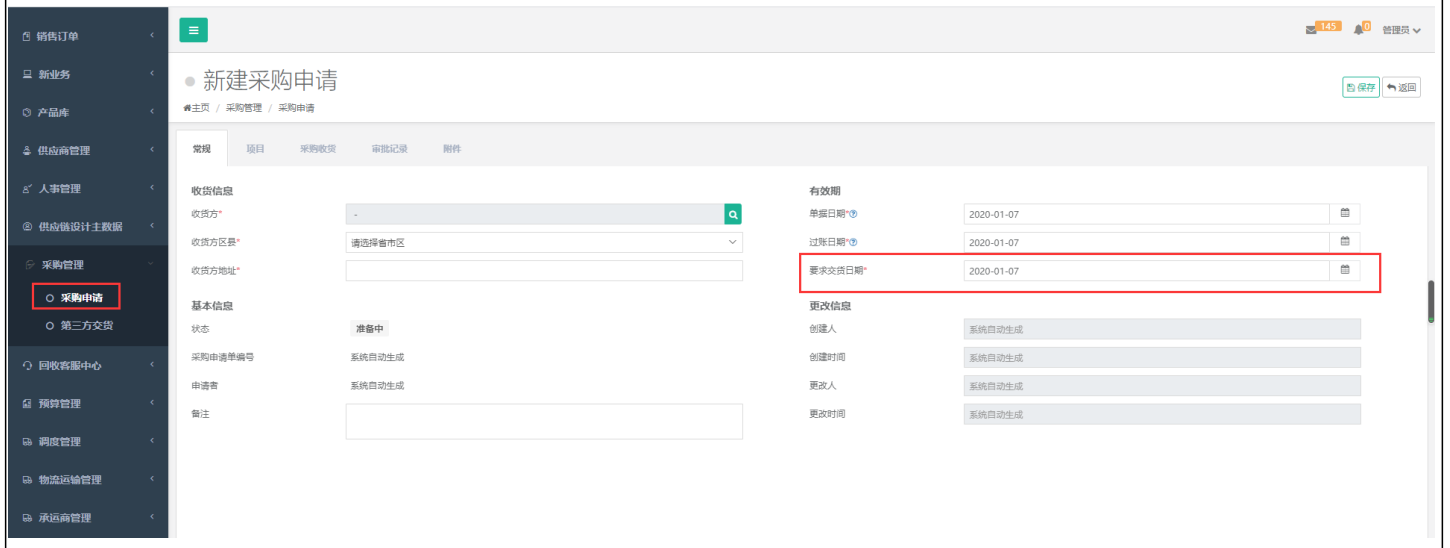 销售订单
新业务
产品库
供应商管理
人事管理
供应链设计主数据
采购管理
采购申请
第三方交货
回收客服中心
预算管理
调度管理
物流运输管理
承运商管理
145 0 管理员
新建采购申请
主页 / 采购管理 / 采购申请
保存 返回
常规 项目 采购收货 审批记录 附件
收货信息
收货方* -
收货方区县* 请选择省市区
收货方地址*
基本信息
状态 准备中
采购申请单编号 系统自动生成
申请者 系统自动生成
备注
有效期
单据日期* 2020-01-07
过账日期* 2020-01-07
要求交货日期* 2020-01-07
更改信息
创建人 系统自动生成
创建时间 系统自动生成
更改人 系统自动生成
更改时间 系统自动生成